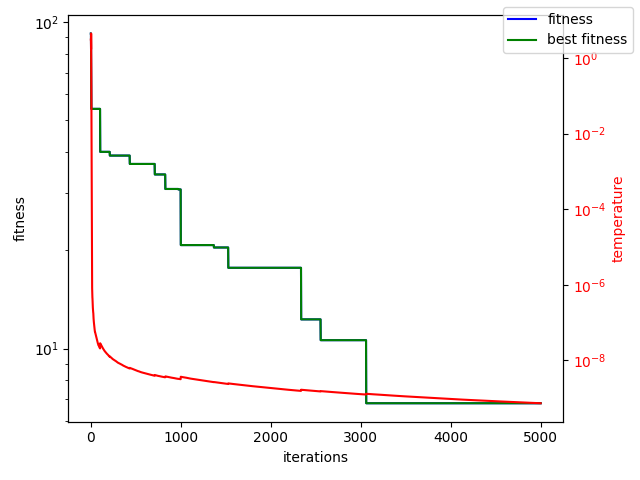 fitness
best fitness
10²
10¹
fitness
10⁰
10⁻²
10⁻⁴
10⁻⁶
10⁻⁸
temperature
0 1000 2000 3000 4000 5000
iterations